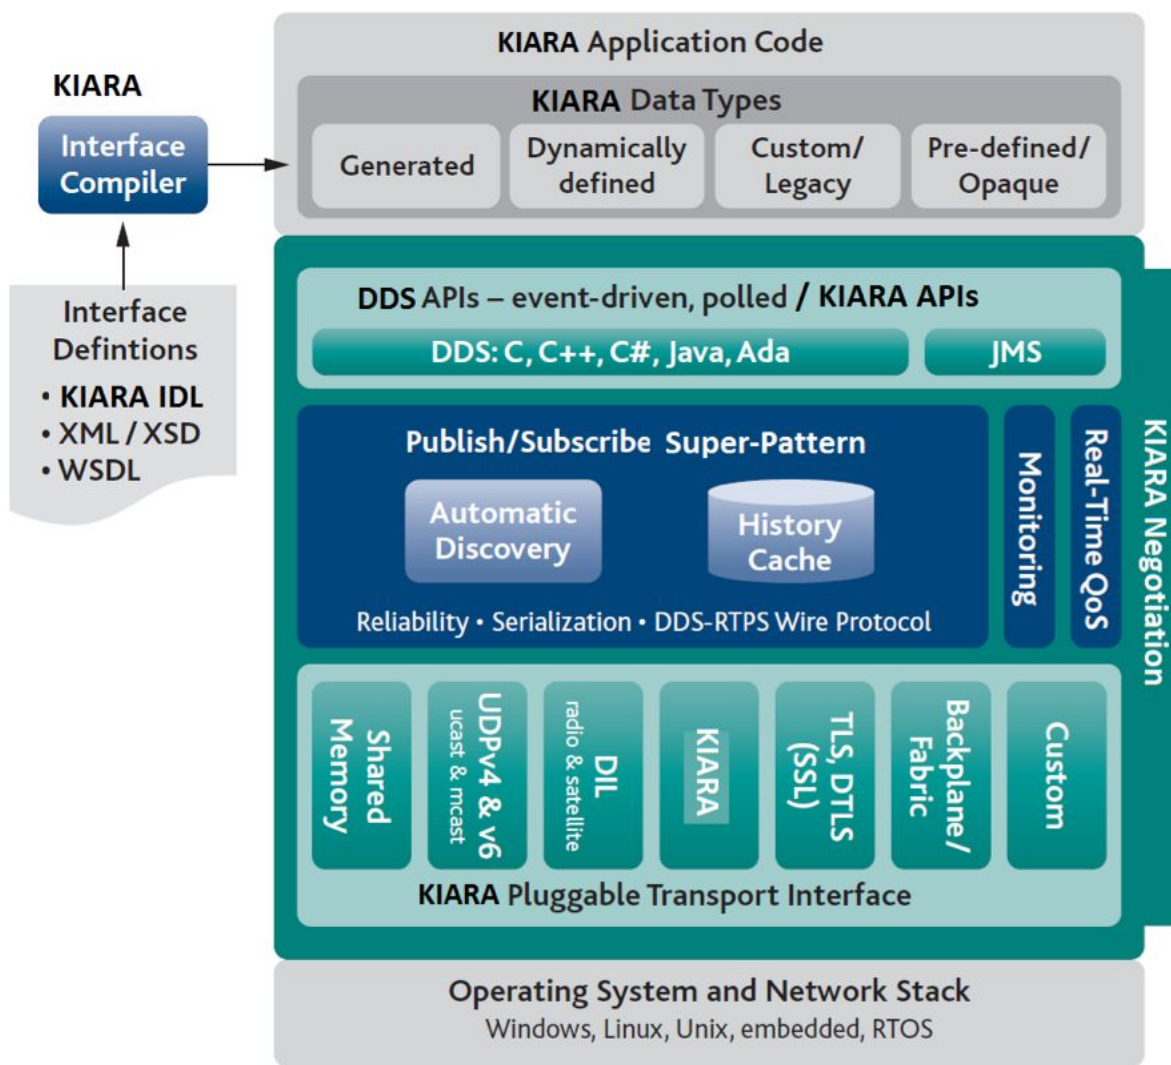 KIARA Application Code
KIARA
KIARA Data Types
Interface
Compiler
Generated
Dynamically
defined
Custom/
Legacy
Pre-defined/
Opaque
Interface
Defintions
• KIARA IDL
• XML / XSD
• WSDL
DDS APIs – event-driven, polled / KIARA APIs
DDS: C, C++, C#, Java, Ada
JMS
Publish/Subscribe Super-Pattern
Automatic
Discovery
History
Cache
Reliability • Serialization • DDS-RTPS Wire Protocol
Monitoring
Real-Time QoS
KIARA Negotiation
Shared
Memory
UDPv4 & v6
ucast & mcast
DIL
radio & satellite
KIARA
TLS, DTLS
(SSL)
Backplane/
Fabric
Custom
KIARA Pluggable Transport Interface
Operating System and Network Stack
Windows, Linux, Unix, embedded, RTOS